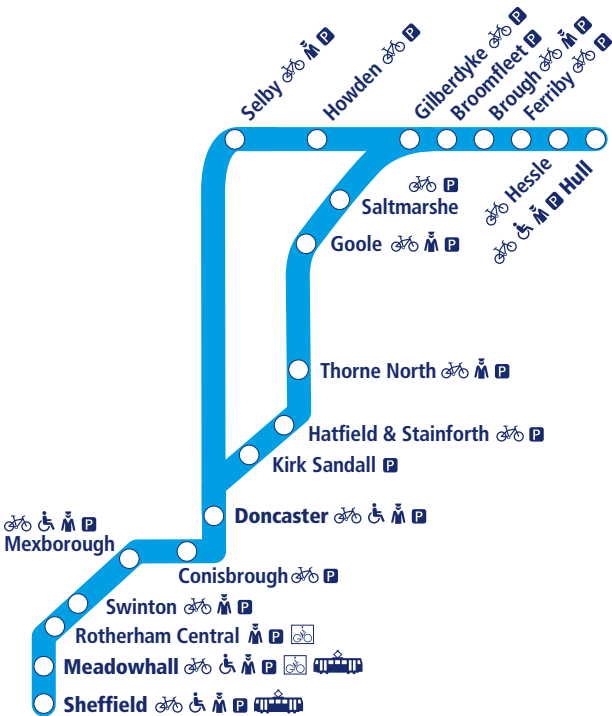 Selby P
Howden P
Gilberdyke P
Broomfleet P
Brough P
Ferriby P
Hessle
P Hull
P
Saltmarshe
Goole P
Thorne North P
Hatfield & Stainforth P
Kirk Sandall P
Doncaster P
P
Mexborough
Conisbrough P
Swinton P
Rotherham Central P
Meadowhall P
Sheffield P